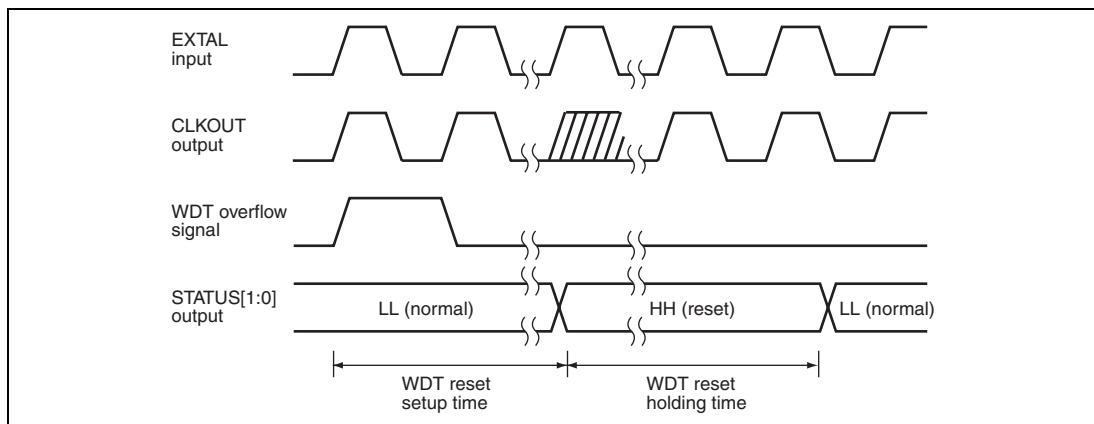 EXTAL
input
CLKOUT
output
WDT overflow
signal
STATUS[1:0]
output
LL (normal)
HH (reset)
LL (normal)
WDT reset
setup time
WDT reset
holding time